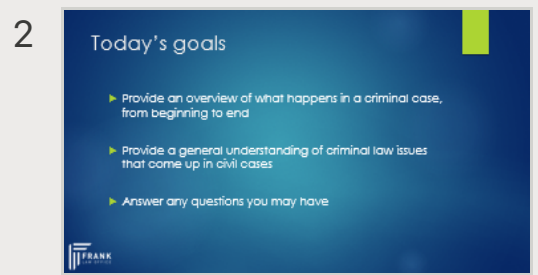 2
Today's goals
Provide an overview of what happens in a criminal case,
from beginning to end
Provide a general understanding of criminal law issues
that come up in civil cases
Answer any questions you may have
FRANK
LAW OFFICE